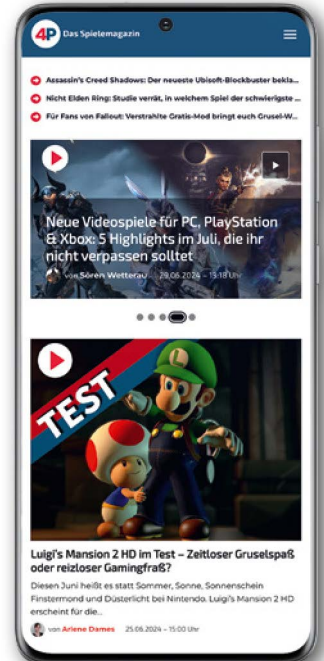 4P Das Spielemagazin
Assassin's Creed Shadows: Der neueste Ubisoft-Blockbuster bekla...
Nicht Elden Ring: Studie verrät, in welchem Spiel der schwierigste ...
Für Fans von Fallout: Verstrahlte Gratis-Mod bringt euch Grusel-W...
Neue Videospiele für PC, PlayStation
& Xbox: 5 Highlights im Juli, die ihr
nicht verpassen solltet
von Sören Wetterau 29.06.2024 - 13:18 Uhr
TEST
L
Luigi's Mansion 2 HD im Test – Zeitloser Gruselspaß
oder reizloser Gamingfraß?
Diesen Juni heißt es statt Sommer, Sonne, Sonnenschein
Finstermond und Düsterlicht bei Nintendo. Luigi's Mansion 2 HD
erscheint für die...
von Arlene Dames 25.06.2024 - 15:00 Uhr